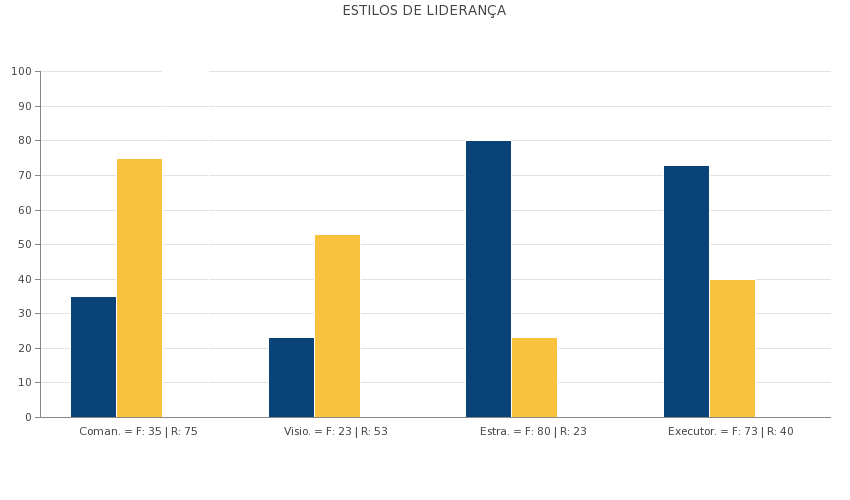 ESTILOS DE LIDERANÇA
100
90
80
70
60
50
40
30
20
10
0
Coman. = F: 35 | R: 75
Visio. = F: 23 | R: 53
Estra. = F: 80 | R: 23
Executor. = F: 73 | R: 40